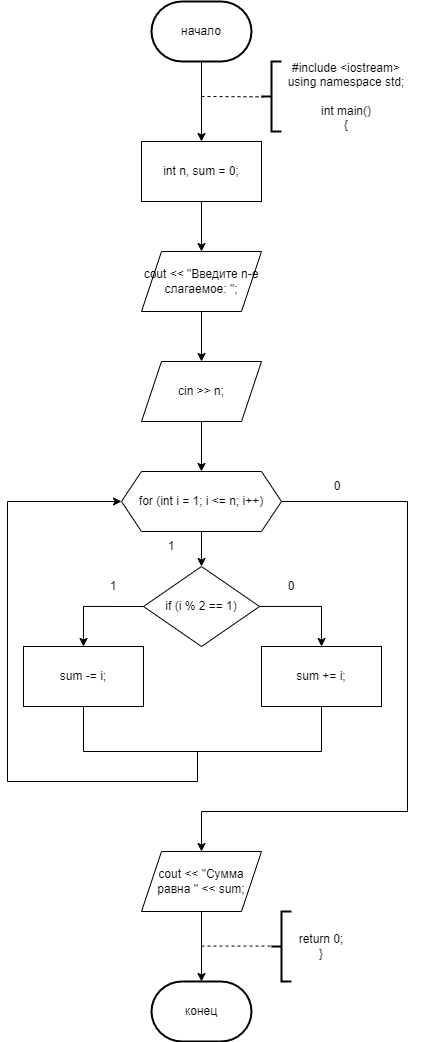 начало
#include <iostream>
using namespace std;
int main()
{
int n, sum = 0;
cout << "Введите n-е
слагаемое: ";
cin >> n;
for (int i = 1; i <= n; i++)
0
1
if (i % 2 == 1)
1
0
sum -= i;
sum += i;
cout << "Сумма
равна " << sum;
return 0;
}
конец